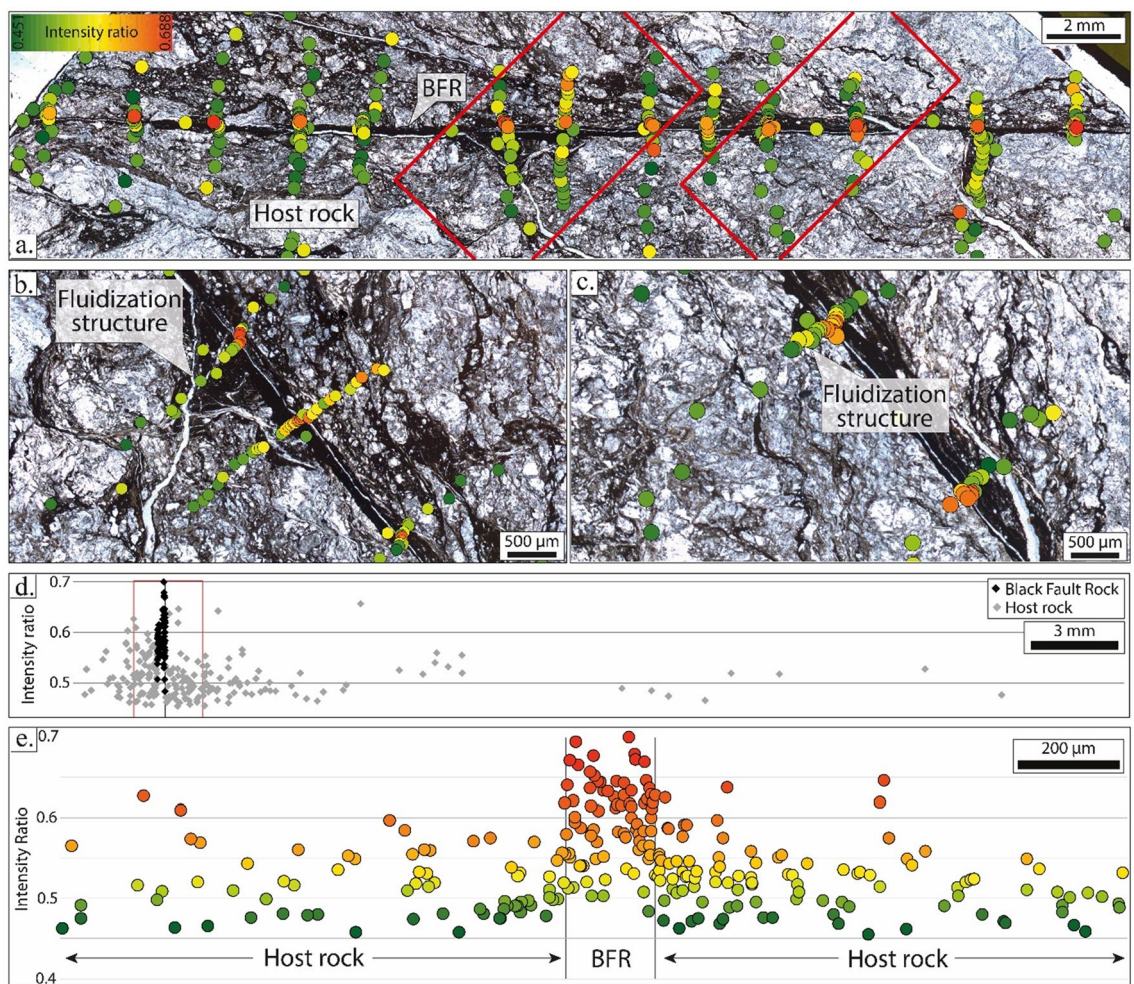 0.451
Intensity ratio
0.688
2 mm
BFR
Host rock
a.
b.
Fluidization
structure
500 µm
c.
Fluidization
structure
500 µm
d.
Intensity ratio
0.7
0.6
0.5
Black Fault Rock
Host rock
3 mm
e.
Intensity Ratio
0.7
0.6
0.5
0.4
200 µm
Host rock
BFR
Host rock